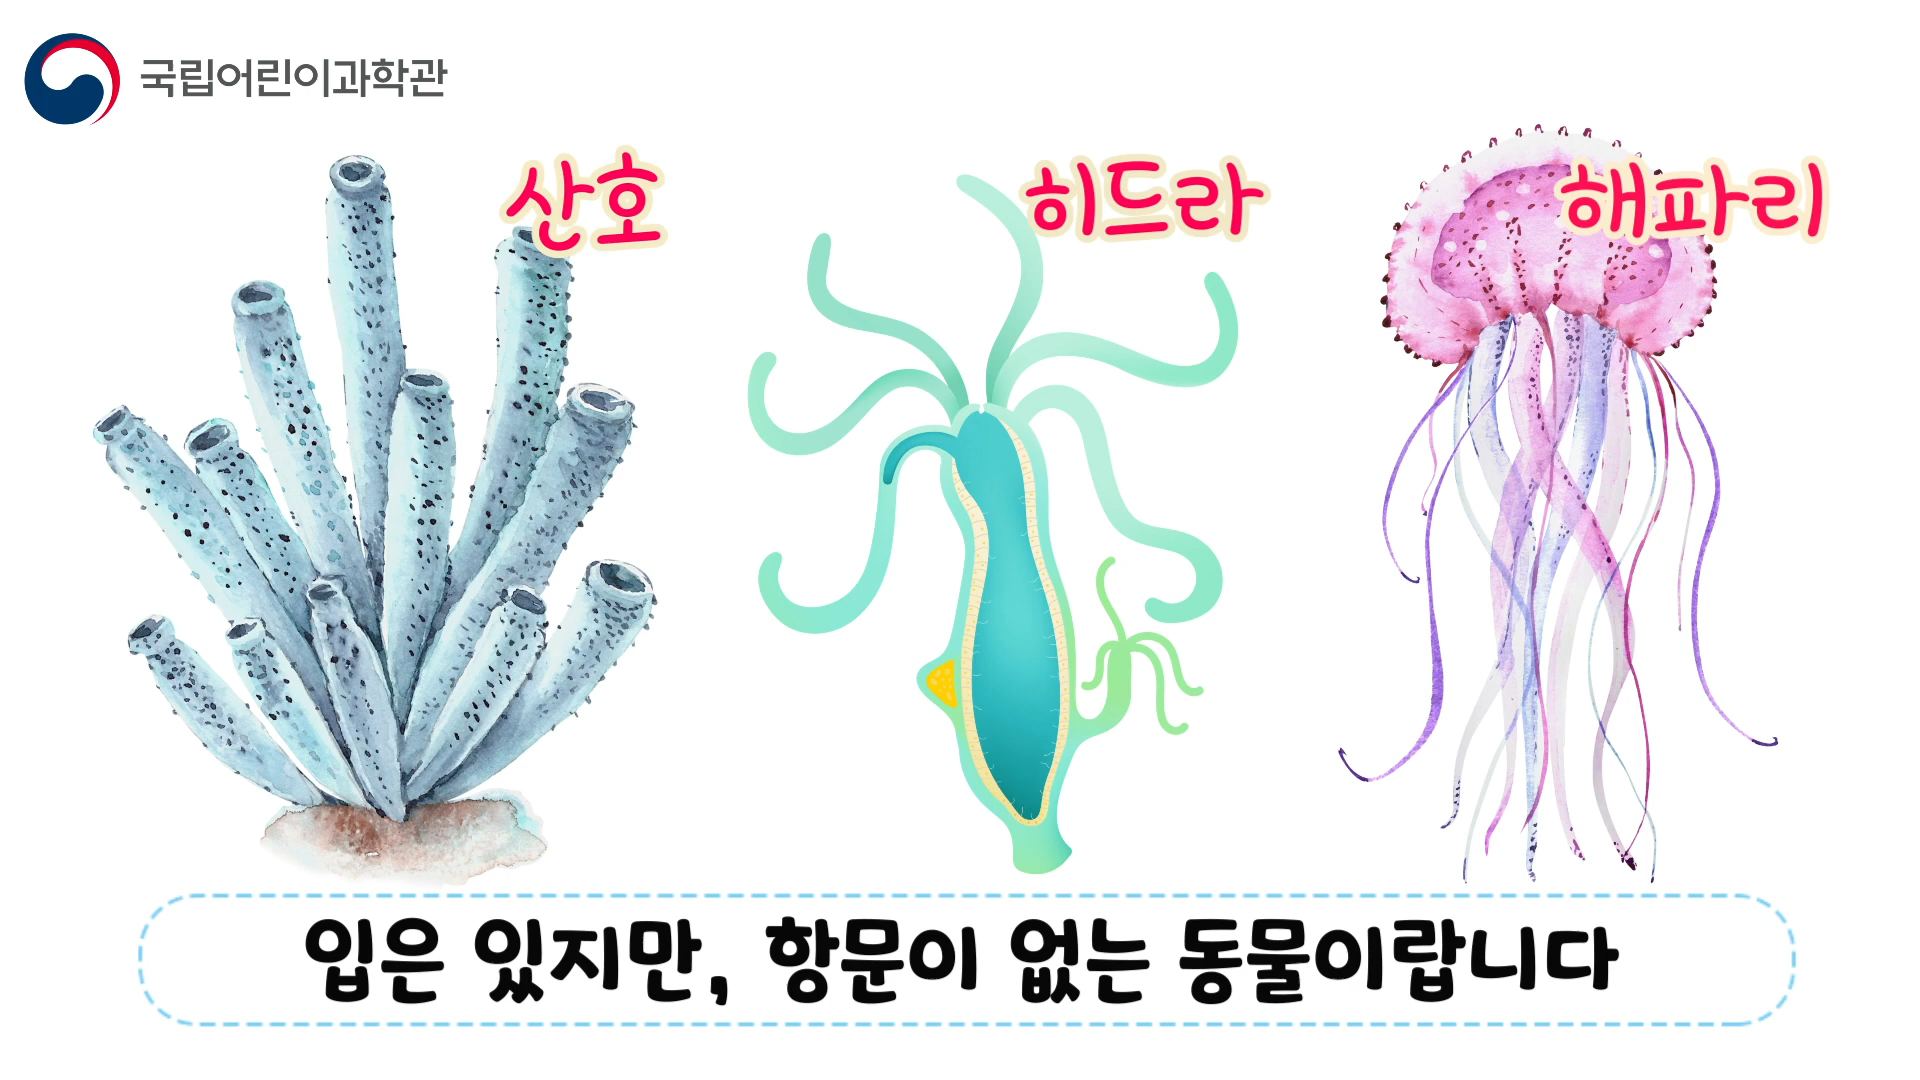 국립어린이과학관
산호
히드라
해파리
입은 있지만, 항문이 없는 동물이랍니다